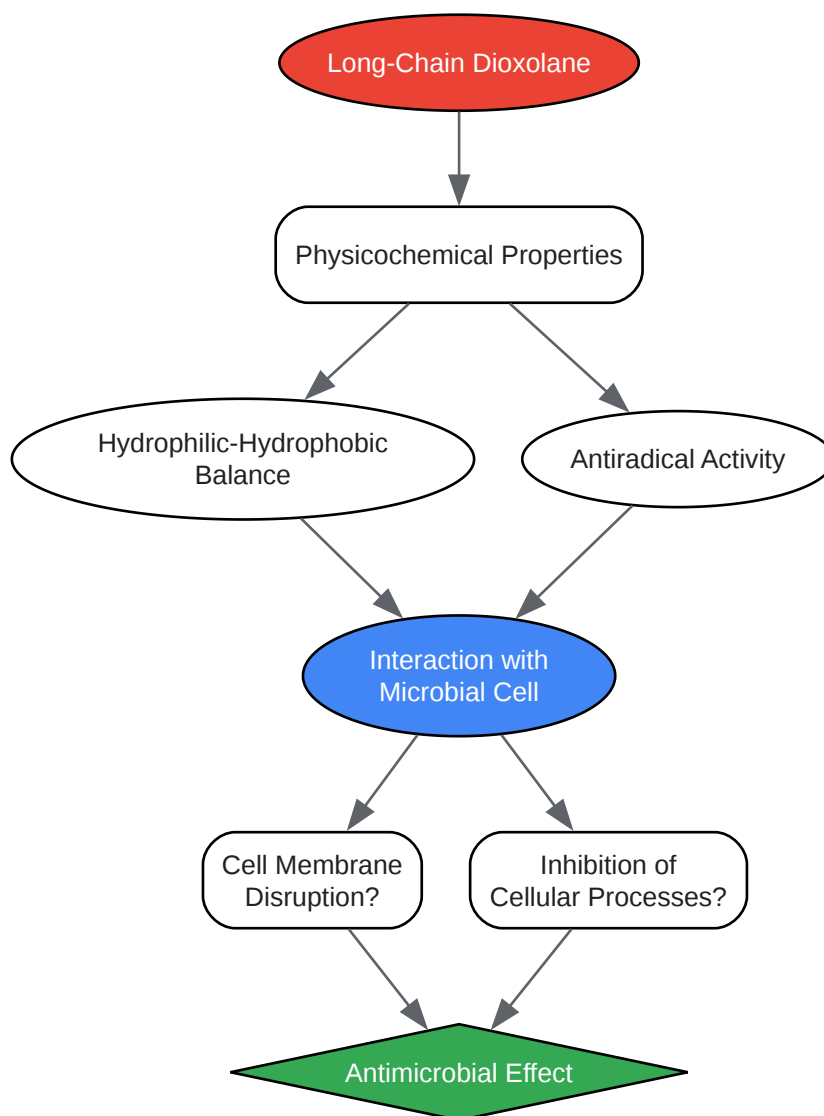 Long-Chain Dioxolane
Physicochemical Properties
Hydrophilic-Hydrophobic
Balance
Antiradical Activity
Interaction with
Microbial Cell
Cell Membrane
Disruption?
Inhibition of
Cellular Processes?
Antimicrobial Effect